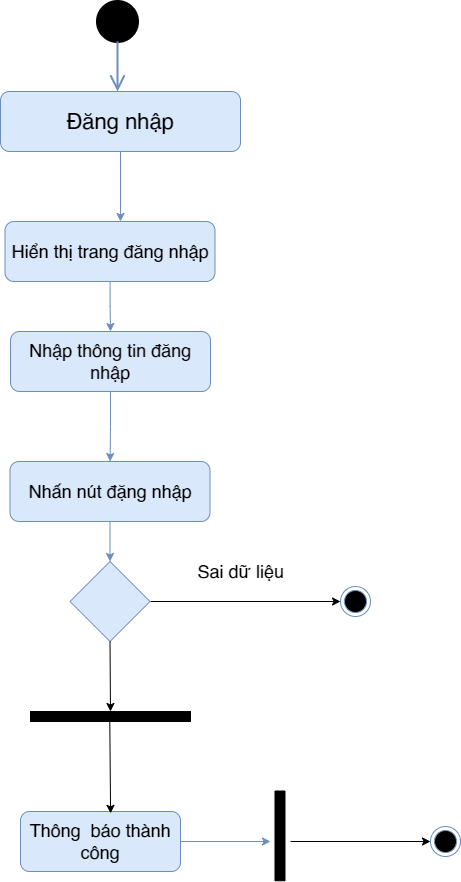 Đăng nhập
Hiển thị trang đăng nhập
Nhập thông tin đăng
nhập
Nhấn nút đặng nhập
Sai dữ liệu
Thông báo thành
công